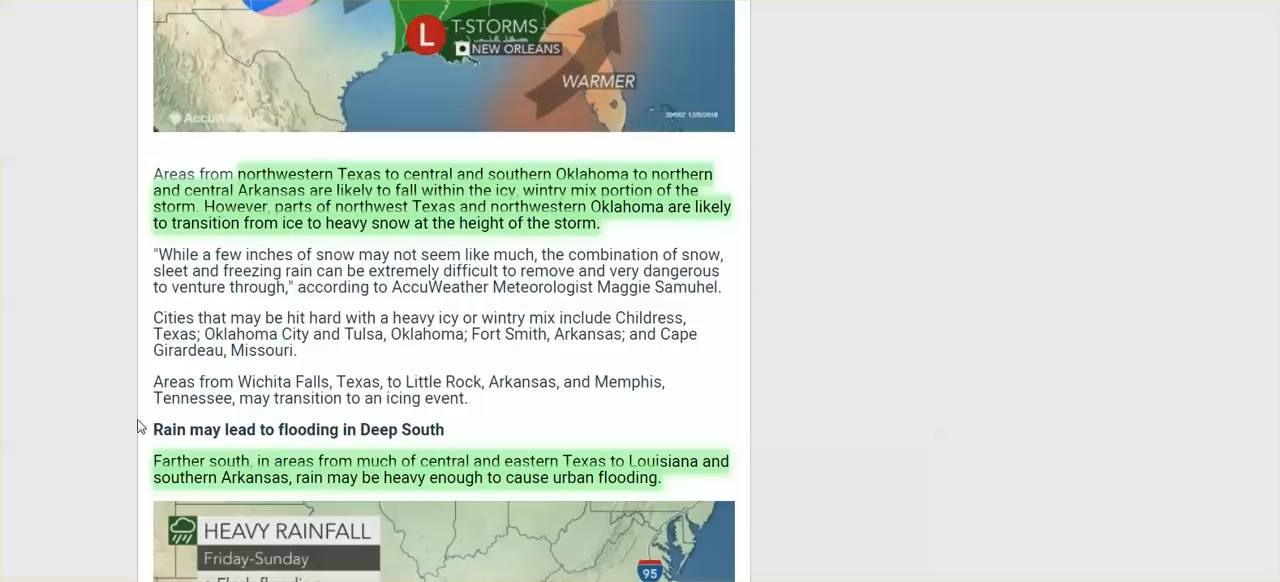 L T-STORMS
NEW ORLEANS
WARMER
AccuWeather
12/5/2018
Areas from northwestern Texas to central and southern Oklahoma to northern
and central Arkansas are likely to fall within the icy, wintry mix portion of the
storm. However, parts of northwest Texas and northwestern Oklahoma are likely
to transition from ice to heavy snow at the height of the storm.
"While a few inches of snow may not seem like much, the combination of snow,
sleet and freezing rain can be extremely difficult to remove and very dangerous
to venture through," according to AccuWeather Meteorologist Maggie Samuhel.
Cities that may be hit hard with a heavy icy or wintry mix include Childress,
Texas; Oklahoma City and Tulsa, Oklahoma; Fort Smith, Arkansas; and Cape
Girardeau, Missouri.
Areas from Wichita Falls, Texas, to Little Rock, Arkansas, and Memphis,
Tennessee, may transition to an icing event.
Rain may lead to flooding in Deep South
Farther south, in areas from much of central and eastern Texas to Louisiana and
southern Arkansas, rain may be heavy enough to cause urban flooding.
HEAVY RAINFALL
Friday-Sunday
Flash flooding
95